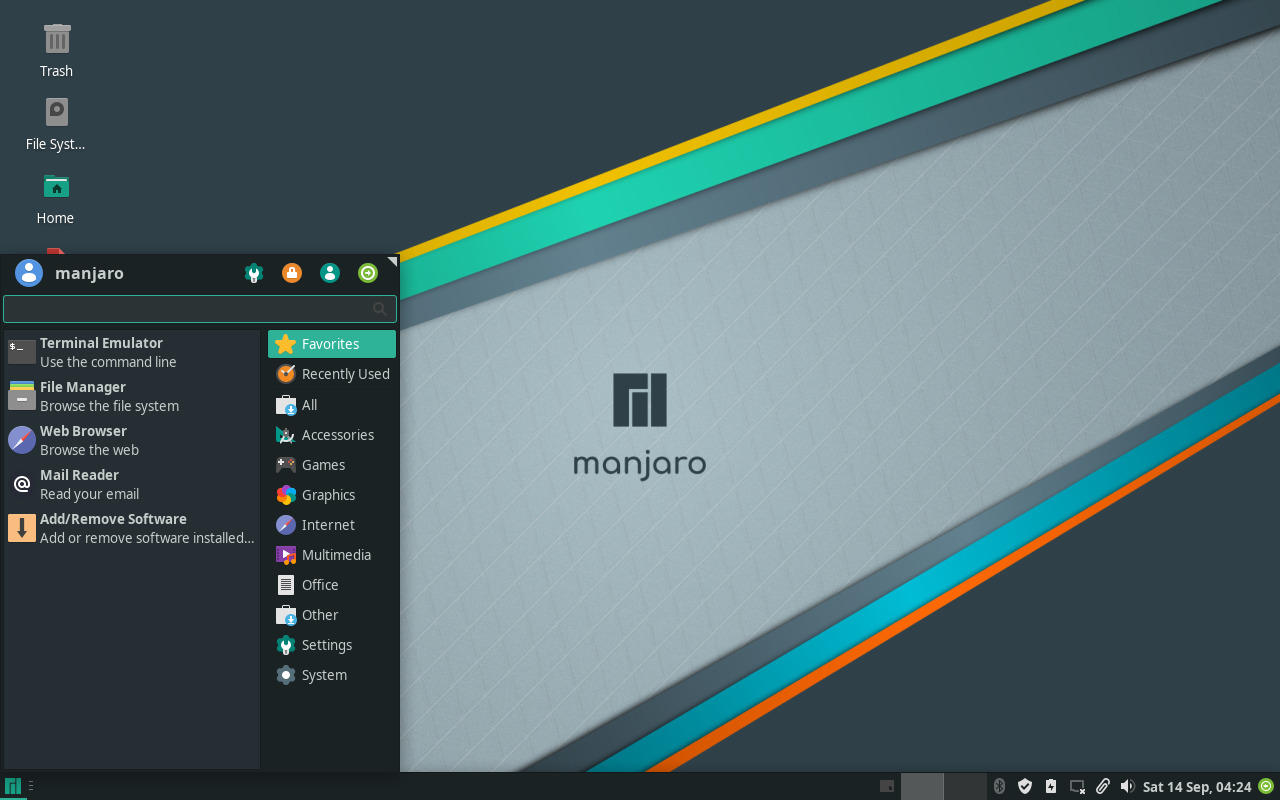 Trash
File Syst...
Home
manjaro
Terminal Emulator
Use the command line
File Manager
Browse the file system
Web Browser
Browse the web
Mail Reader
Read your email
Add/Remove Software
Add or remove software installed...
Favorites
Recently Used
All
Accessories
Games
Graphics
Internet
Multimedia
Office
Other
Settings
System
manjaro
Sat 14 Sep, 04:24